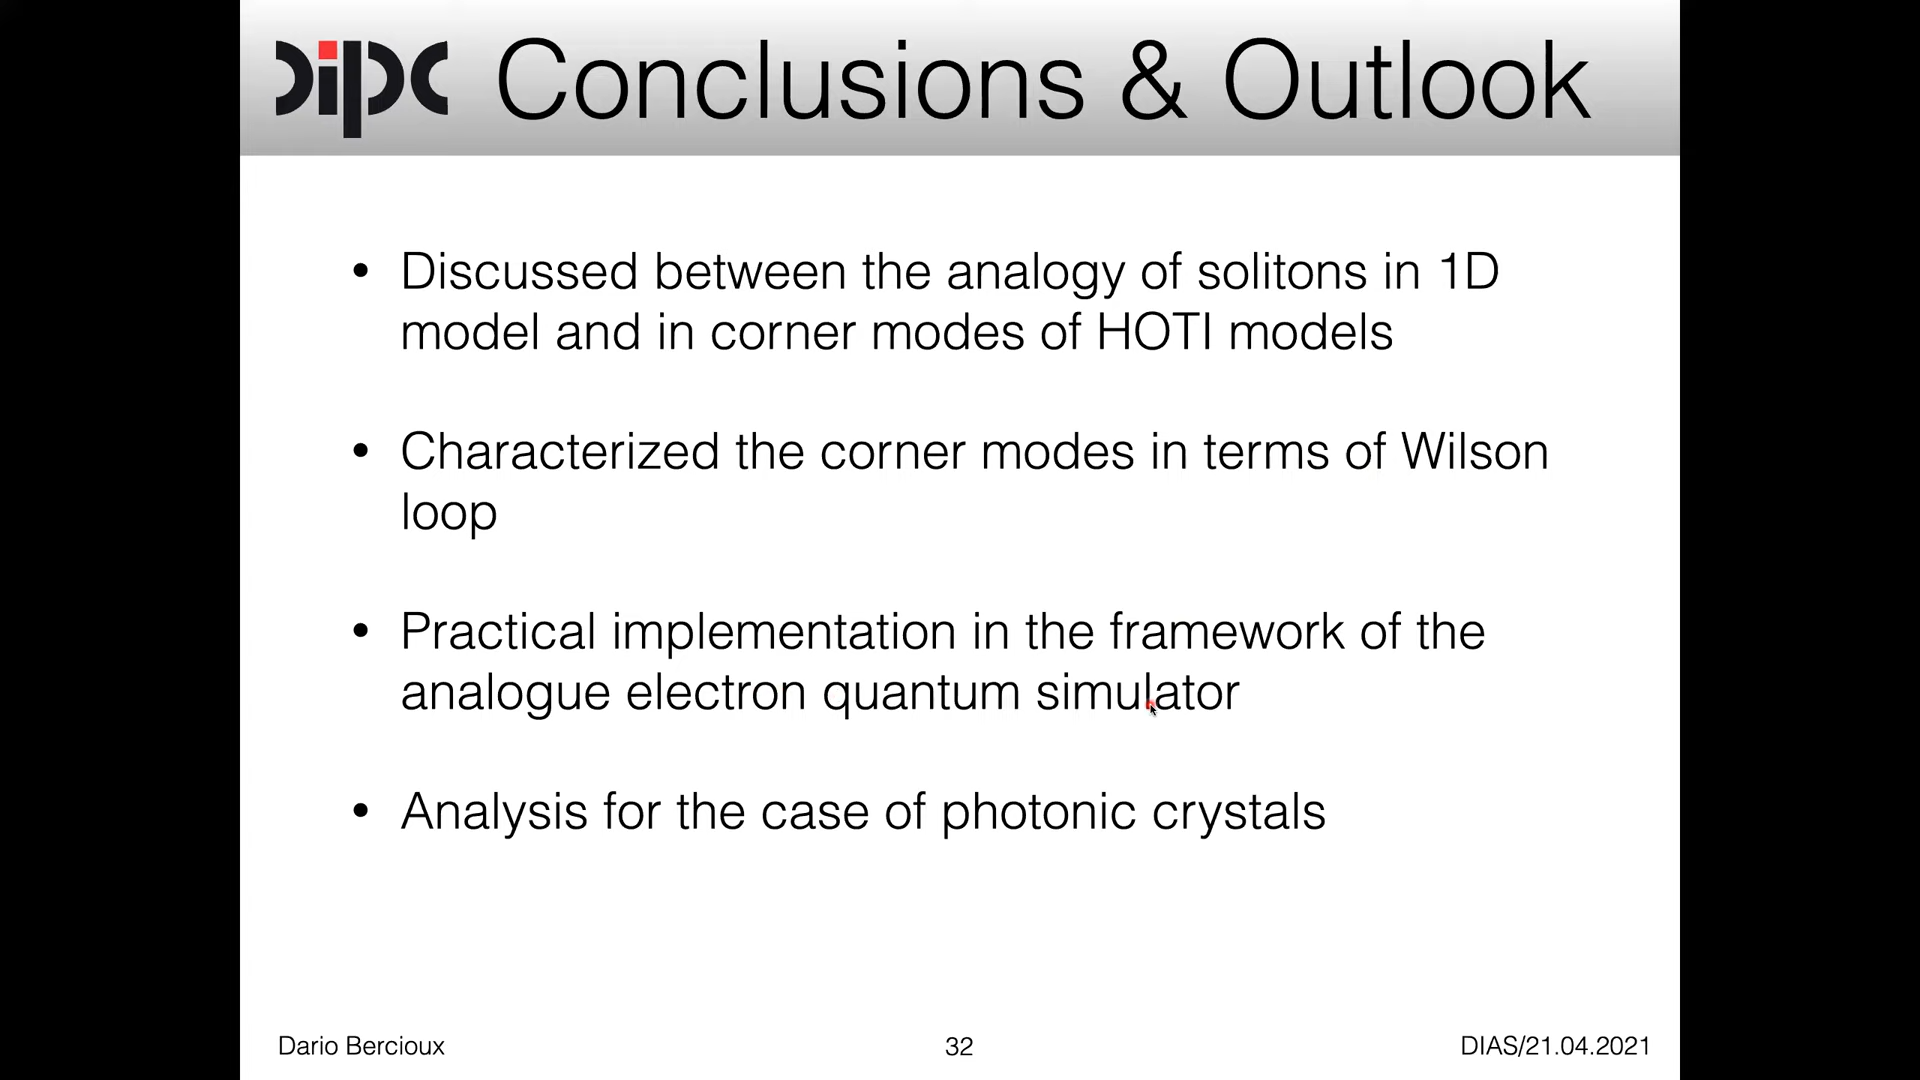 dipc Conclusions & Outlook
• Discussed between the analogy of solitons in 1D
model and in corner modes of HOTI models
• Characterized the corner modes in terms of Wilson
loop
• Practical implementation in the framework of the
analogue electron quantum simulator
• Analysis for the case of photonic crystals
Dario Bercioux 32 DIAS/21.04.2021